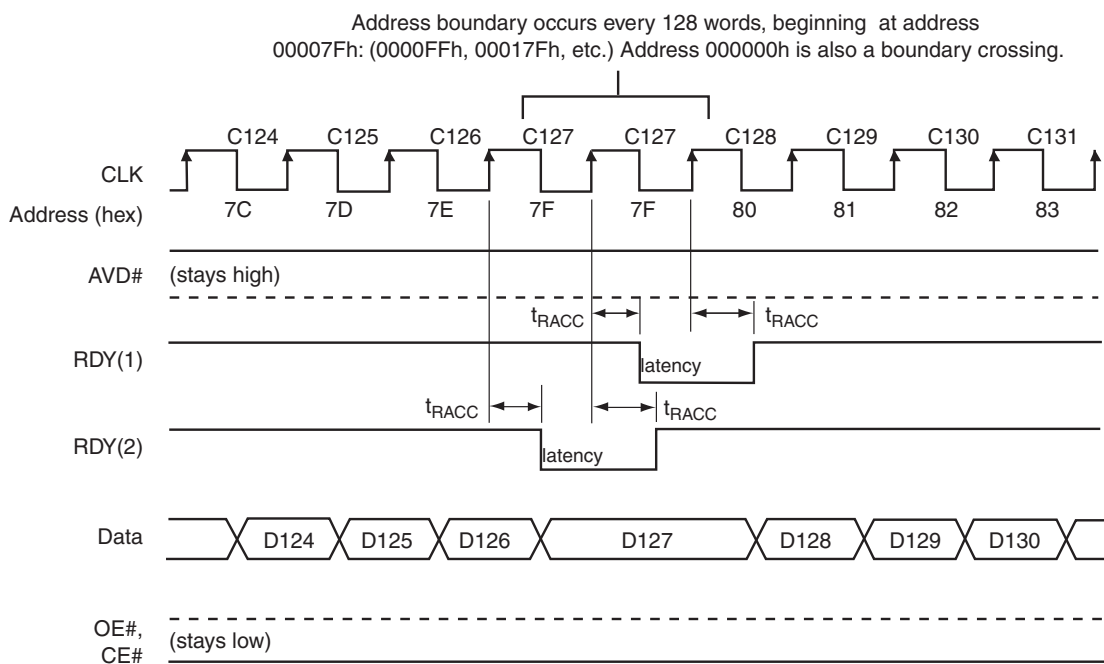 Address boundary occurs every 128 words, beginning at address
00007Fh: (0000FFh, 00017Fh, etc.) Address 000000h is also a boundary crossing.
C124 C125 C126 C127 C127 C128 C129 C130 C131
CLK
Address (hex) 7C 7D 7E 7F 7F 80 81 82 83
AVD# (stays high)
tRACC tRACC
RDY(1) latency
tRACC tRACC
RDY(2) latency
Data D124 D125 D126 D127 D128 D129 D130
OE#,
CE# (stays low)